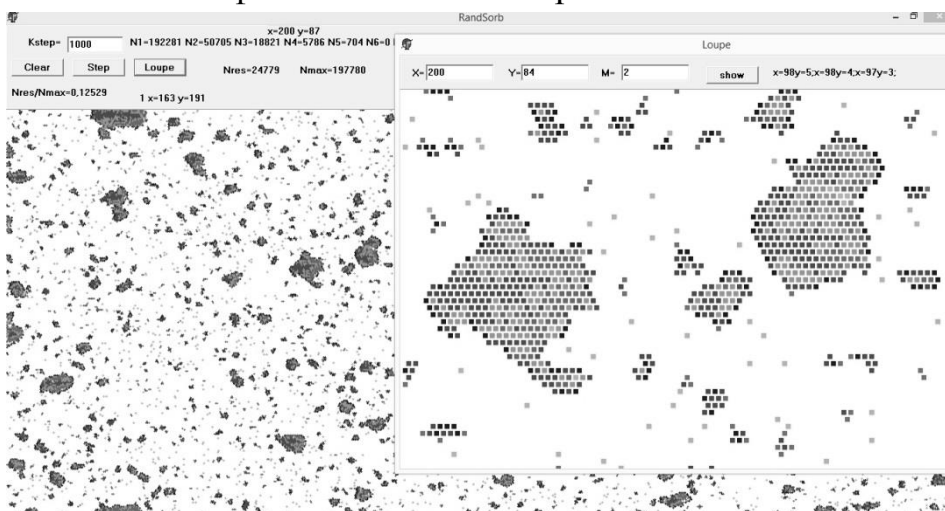 RandSorb
x=200 y=87
Kstep= 1000 N1=192281 N2=50705 N3=18821 N4=5786 N5=704 N6=0
Clear Step Loupe Nres=24779 Nmax=197780
Nres/Nmax=0,12529
1 x=163 y=191
Loupe
X= 200 Y= 84 M= 2 show x=98y=5;x=98y=4;x=97y=3;